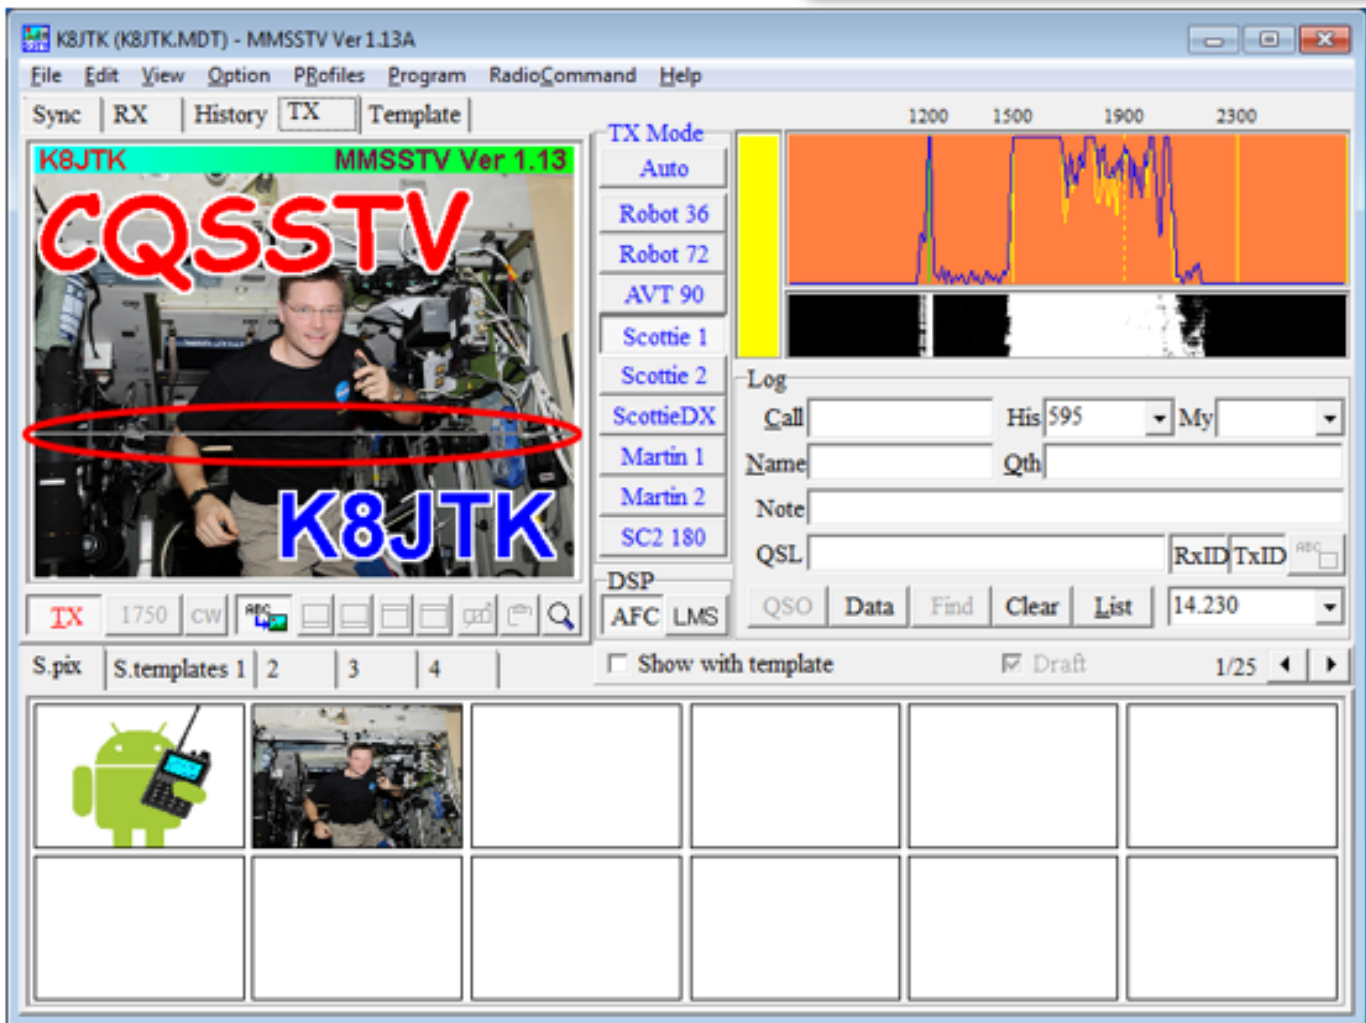 K8JTK (K8JTK.MDT) - MMSSTV Ver 1.13A
File Edit View Option PRofiles Program RadioCommand Help
Sync RX History TX Template
1200 1500 1900 2300
K8JTK MMSSTV Ver 1.13
CQSSTV
K8JTK
TX Mode
Auto
Robot 36
Robot 72
AVT 90
Scottie 1
Scottie 2
ScottieDX
Martin 1
Martin 2
SC2 180
DSP
AFC LMS
Log
Call His 595 My
Name Qth
Note
QSL RxID TxID ABC
QSO Data Find Clear List 14.230
TX 1750 CW ABC
Show with template Draft 1/25
S.pix S.templates 1 2 3 4